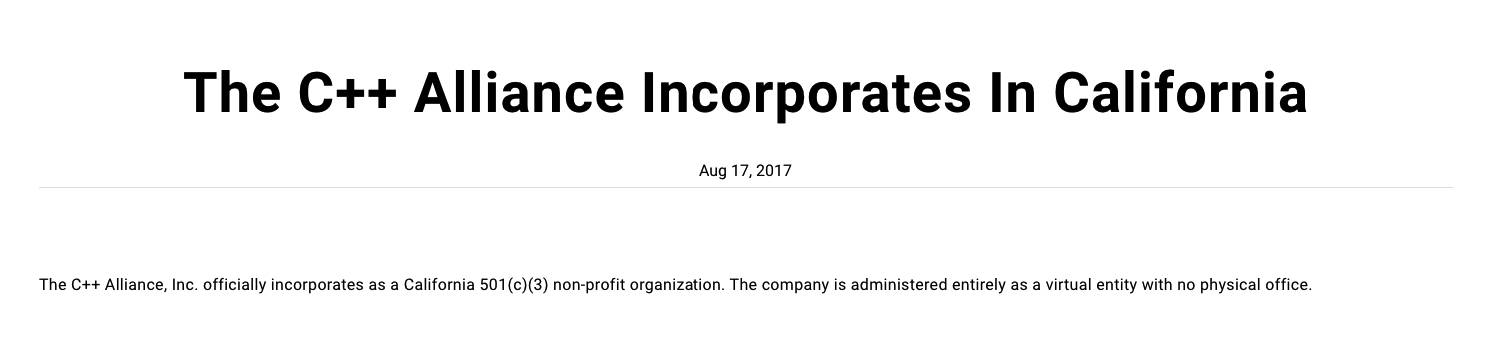 The C++ Alliance Incorporates In California
Aug 17, 2017
The C++ Alliance, Inc. officially incorporates as a California 501(c)(3) non-profit organization. The company is administered entirely as a virtual entity with no physical office.